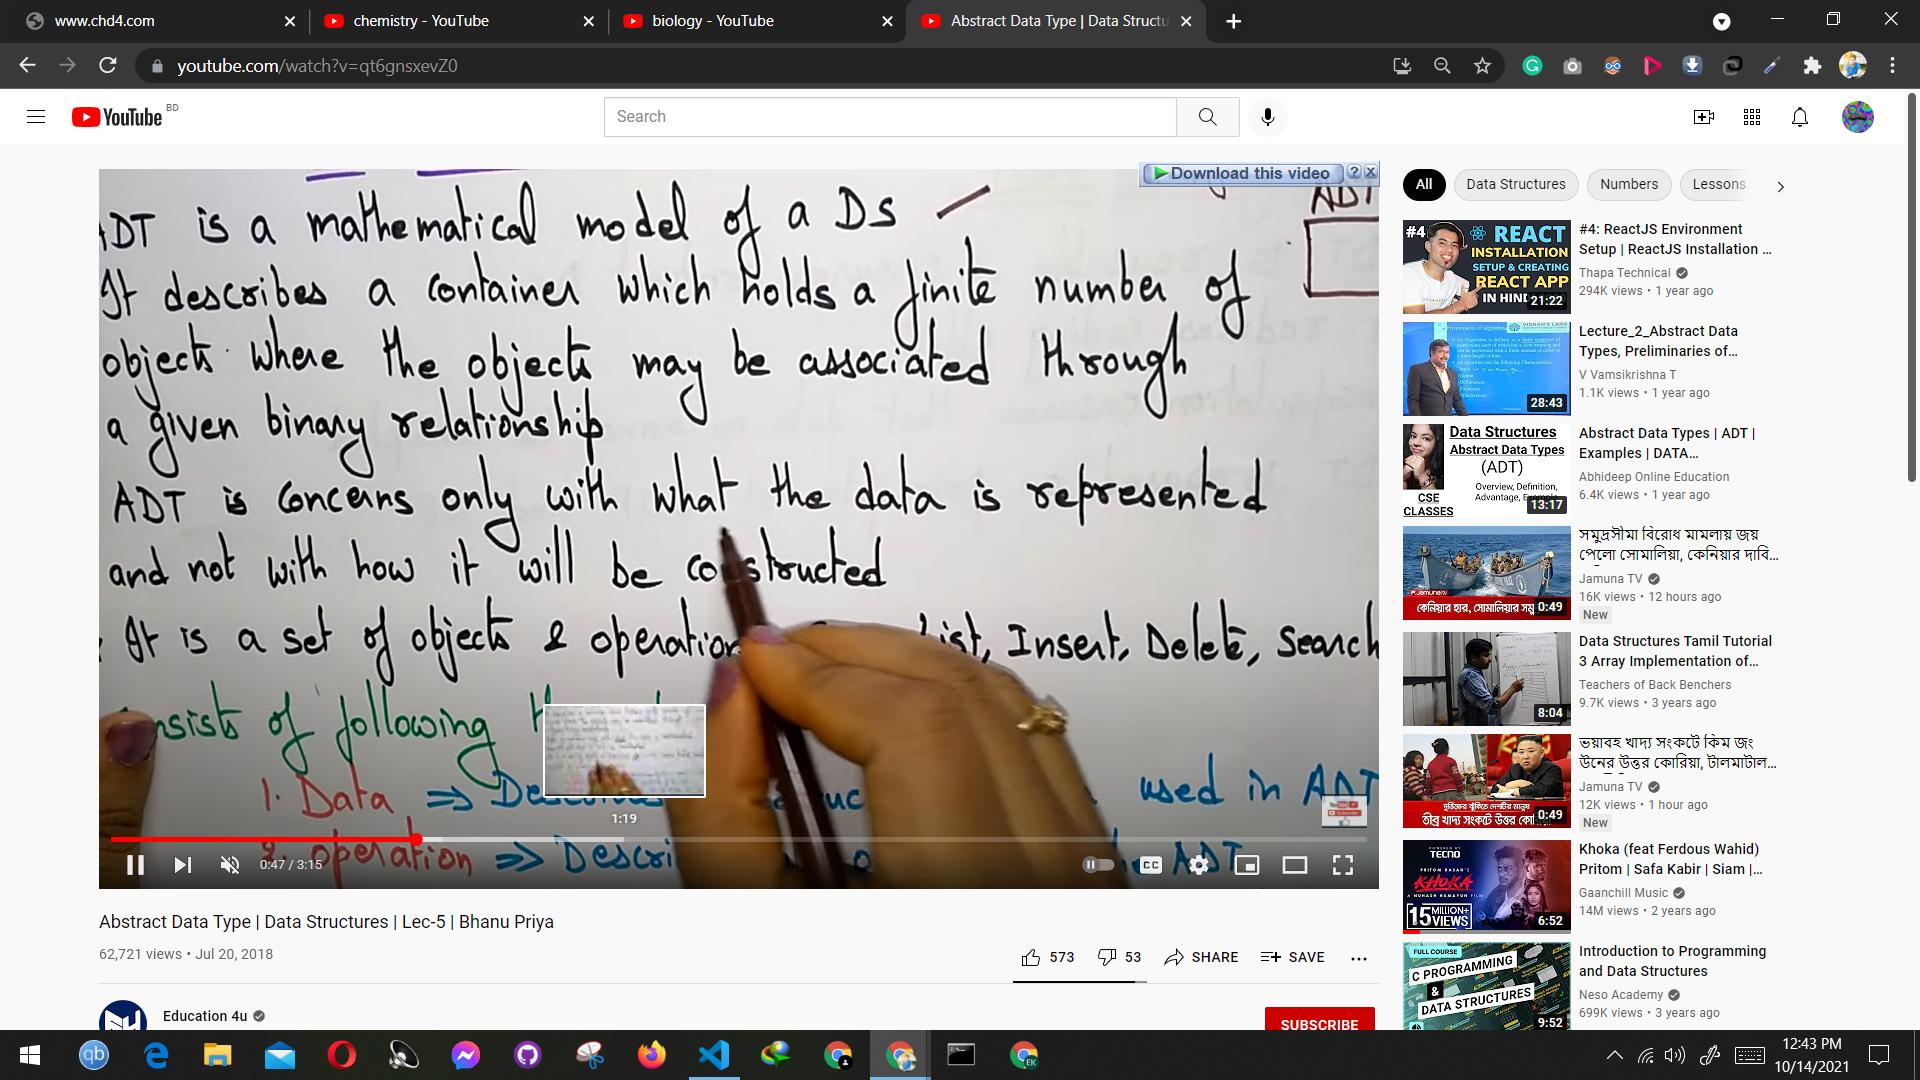 www.chd4.com
chemistry - YouTube
biology - YouTube
Abstract Data Type | Data Structu
youtube.com/watch?v=qt6gnsxevZ0
YouTube BD
Search
Download this video ? X
ADT is a mathematical model of a Ds
ADT
It describes a container which holds a finite number of
objects where the objects may be associated through
a given binary relationship
ADT is concerns only with what the data is represented
and not with how it will be constructed
It is a set of objects & operation ist, Insert, Delete, Search
nsists of following
1. Data ⇒ Des used in ADT
1:19
2. operation ⇒ Descri ADT
0:47 / 3:15
CC
Abstract Data Type | Data Structures | Lec-5 | Bhanu Priya
62,721 views • Jul 20, 2018
573
53
SHARE
SAVE
Education 4u
SUBSCRIBE
All
Data Structures
Numbers
Lessons
#4
REACT
INSTALLATION
SETUP & CREATING
REACT APP
IN HIN
21:22
#4: ReactJS Environment
Setup | ReactJS Installation ...
Thapa Technical
294K views • 1 year ago
28:43
Lecture_2_Abstract Data
Types, Preliminaries of...
V Vamsikrishna T
1.1K views • 1 year ago
Data Structures
Abstract Data Types
(ADT)
Overview, Definition,
Advantage, Example
CSE
CLASSES
13:17
Abstract Data Types | ADT |
Examples | DATA...
Abhideep Online Education
6.4K views • 1 year ago
কেনিয়ার হার, সোমালিয়ার
0:49
সমুদ্রসীমা বিরোধ মামলায় জয়
পেলো সোমালিয়া, কেনিয়ার দাবি...
Jamuna TV
16K views • 12 hours ago
New
8:04
Data Structures Tamil Tutorial
3 Array Implementation of...
Teachers of Back Benchers
9.7K views • 3 years ago
তীব্র খাদ্য সংকটে উত্তর
0:49
ভয়াবহ খাদ্য সংকটে কিম জং
উনের উত্তর কোরিয়া, টালমাটাল...
Jamuna TV
12K views • 1 hour ago
New
TECNO
KHOKA
15 MILLION+
VIEWS
6:52
Khoka (feat Ferdous Wahid)
Pritom | Safa Kabir | Siam |...
Gaanchill Music
14M views • 2 years ago
FULL COURSE
C PROGRAMMING
&
DATA STRUCTURES
9:52
Introduction to Programming
and Data Structures
Neso Academy
699K views • 3 years ago
12:43 PM
10/14/2021